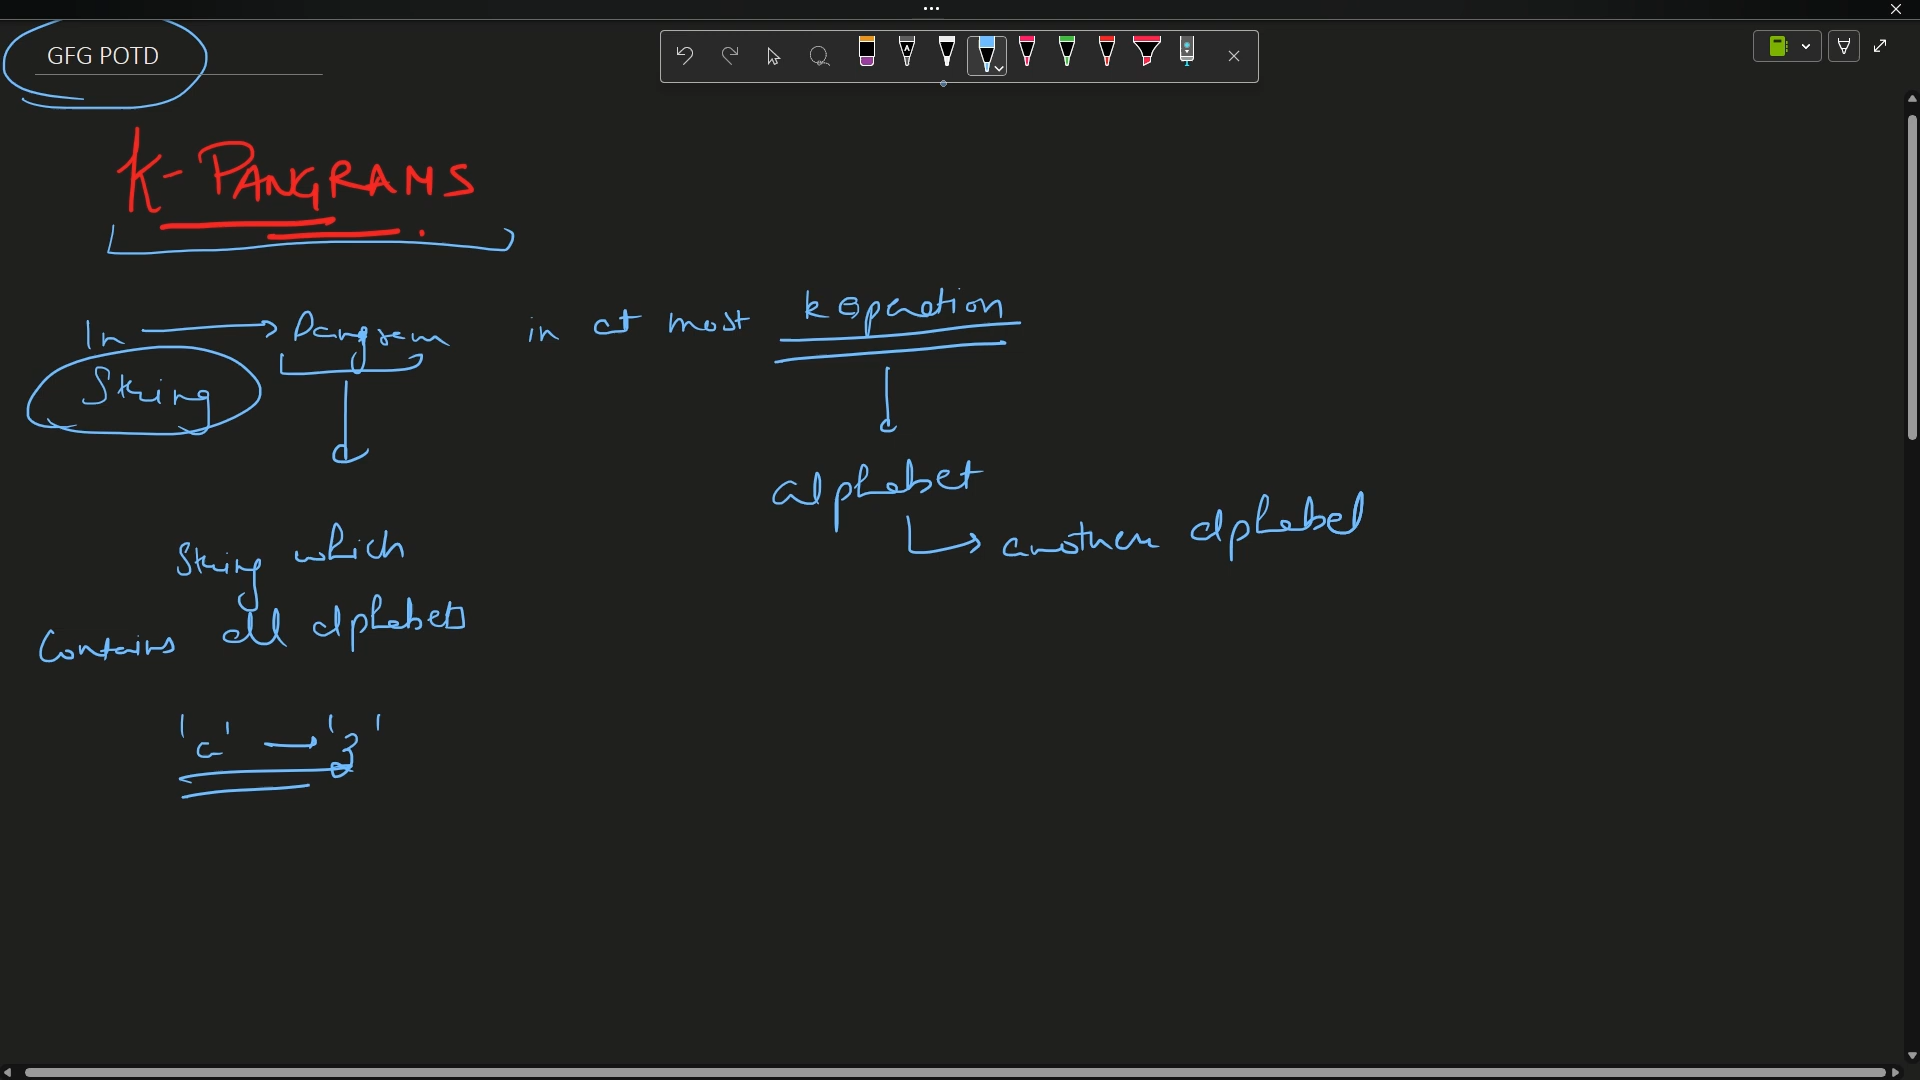 GFG POTD
K-PANGRAMS
In → Pangram in at most k operation
String
alphabet
↳ another alphabet
String which
Contains all alphabets
'a' → 'z'